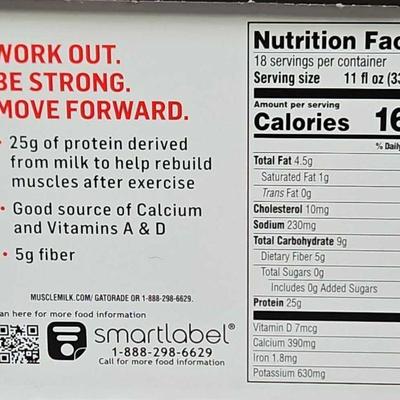 WORK OUT.
BE STRONG.
MOVE FORWARD.
• 25g of protein derived
from milk to help rebuild
muscles after exercise
• Good source of Calcium
and Vitamins A & D
• 5g fiber
MUSCLEMILK.COM/ GATORADE OR 1-888-298-6629.
an here for more food information
smartlabel®
1-888-298-6629
Call for more food information
Nutrition Fac
18 servings per container
Serving size 11 fl oz (33
Amount per serving
Calories 16
% Daily
Total Fat 4.5g
Saturated Fat 1g
Trans Fat 0g
Cholesterol 10mg
Sodium 230mg
Total Carbohydrate 9g
Dietary Fiber 5g
Total Sugars 0g
Includes 0g Added Sugars
Protein 25g
Vitamin D 7mcg
Calcium 390mg
Iron 1.8mg
Potassium 630mg